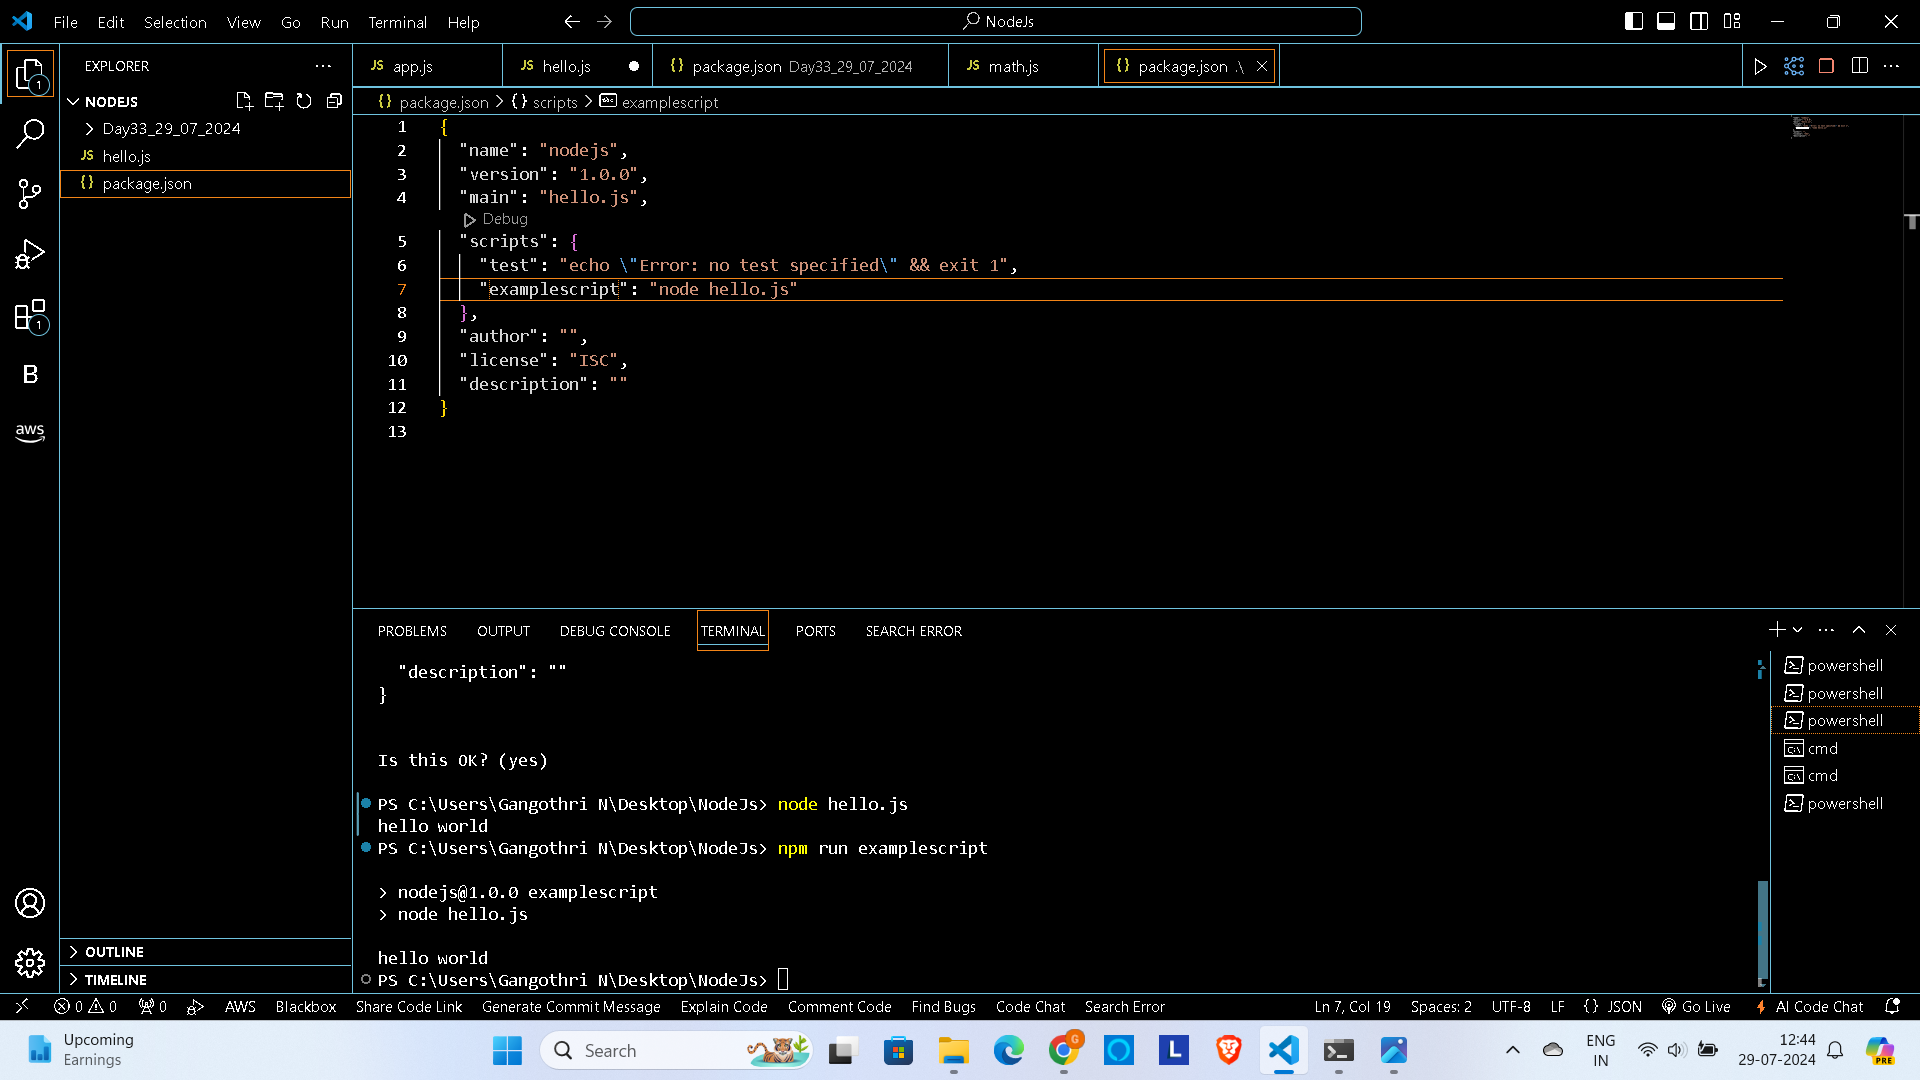 File Edit Selection View Go Run Terminal Help
NodeJs
EXPLORER
NODEJS
Day33_29_07_2024
JS hello.js
{} package.json
OUTLINE
TIMELINE
1
1
B
aws
JS app.js
JS hello.js
{} package.json Day33_29_07_2024
JS math.js
{} package.json .\
{} package.json > {} scripts > abc examplescript
1 {
2 "name": "nodejs",
3 "version": "1.0.0",
4 "main": "hello.js",
Debug
5 "scripts": {
6 "test": "echo \"Error: no test specified\" && exit 1",
7 "examplescript": "node hello.js"
8 },
9 "author": "",
10 "license": "ISC",
11 "description": ""
12 }
13
PROBLEMS OUTPUT DEBUG CONSOLE TERMINAL PORTS SEARCH ERROR
"description": ""
}
Is this OK? (yes)
PS C:\Users\Gangothri N\Desktop\NodeJs> node hello.js
hello world
PS C:\Users\Gangothri N\Desktop\NodeJs> npm run examplescript
> nodejs@1.0.0 examplescript
> node hello.js
hello world
PS C:\Users\Gangothri N\Desktop\NodeJs>
powershell
powershell
powershell
cmd
cmd
powershell
0 0 0 AWS Blackbox Share Code Link Generate Commit Message Explain Code Comment Code Find Bugs Code Chat Search Error Ln 7, Col 19 Spaces: 2 UTF-8 LF {} JSON Go Live AI Code Chat
Upcoming
Earnings
Search
G
L
ENG
IN
12:44
29-07-2024
PRE